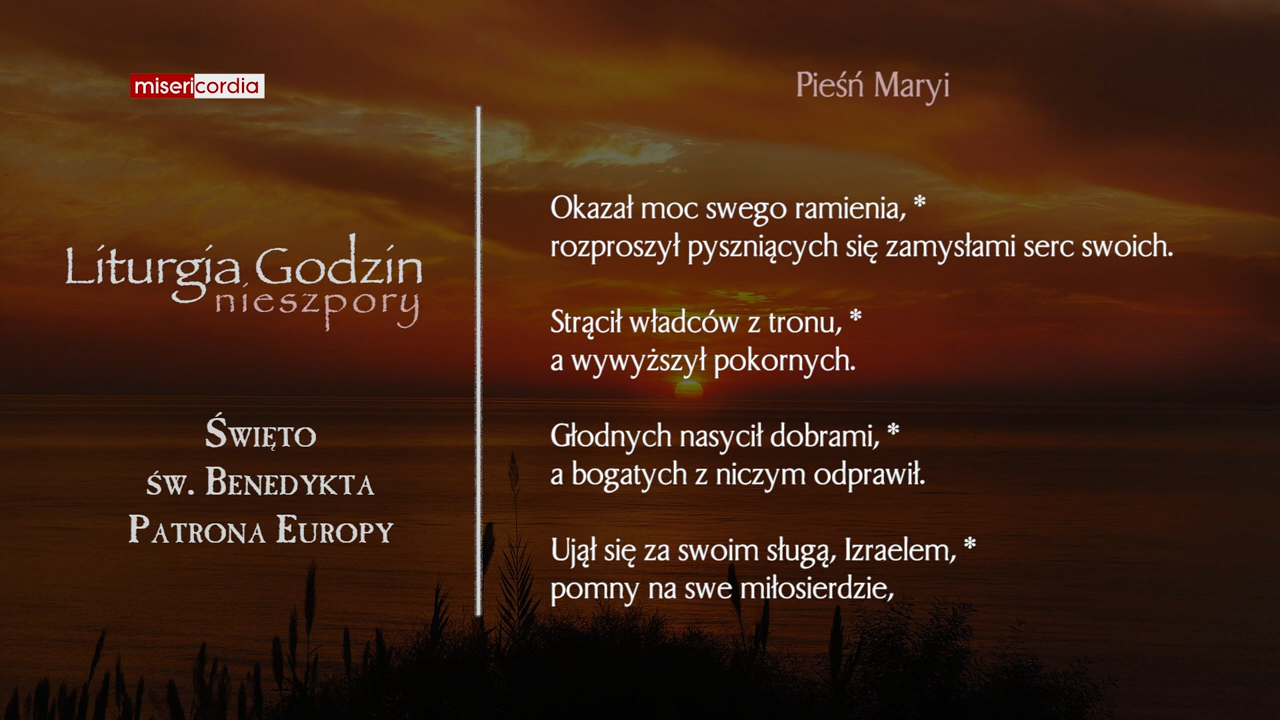 misericordia
Liturgia Godzin
nieszpory
Święto
św. Benedykta
Patrona Europy
Pieśń Maryi
Okazał moc swego ramienia, *
rozproszył pyszniących się zamysłami serc swoich.
Strącił władców z tronu, *
a wywyższył pokornych.
Głodnych nasycił dobrami, *
a bogatych z niczym odprawił.
Ujął się za swoim sługą, Izraelem, *
pomny na swe miłosierdzie,